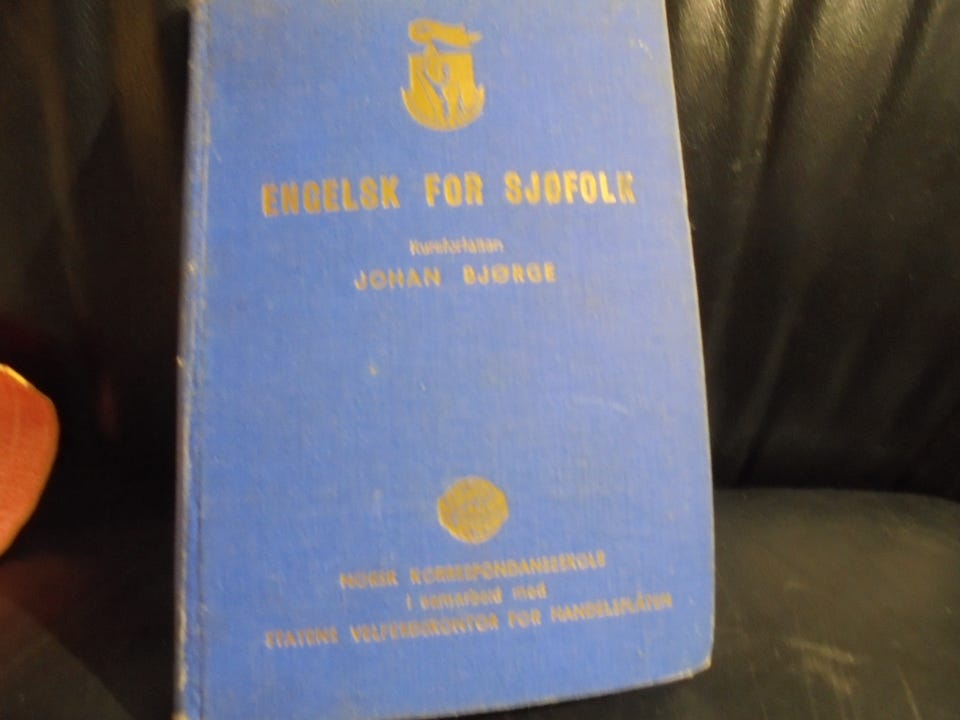 ENGELSK FOR SJØFOLK
Kursforfatter:
JOHAN BJØRGE
NORSK KORRESPONDANSESKOLE
i samarbeid med
STATENS VELFERDSKONTOR FOR HANDELSFLÅTEN